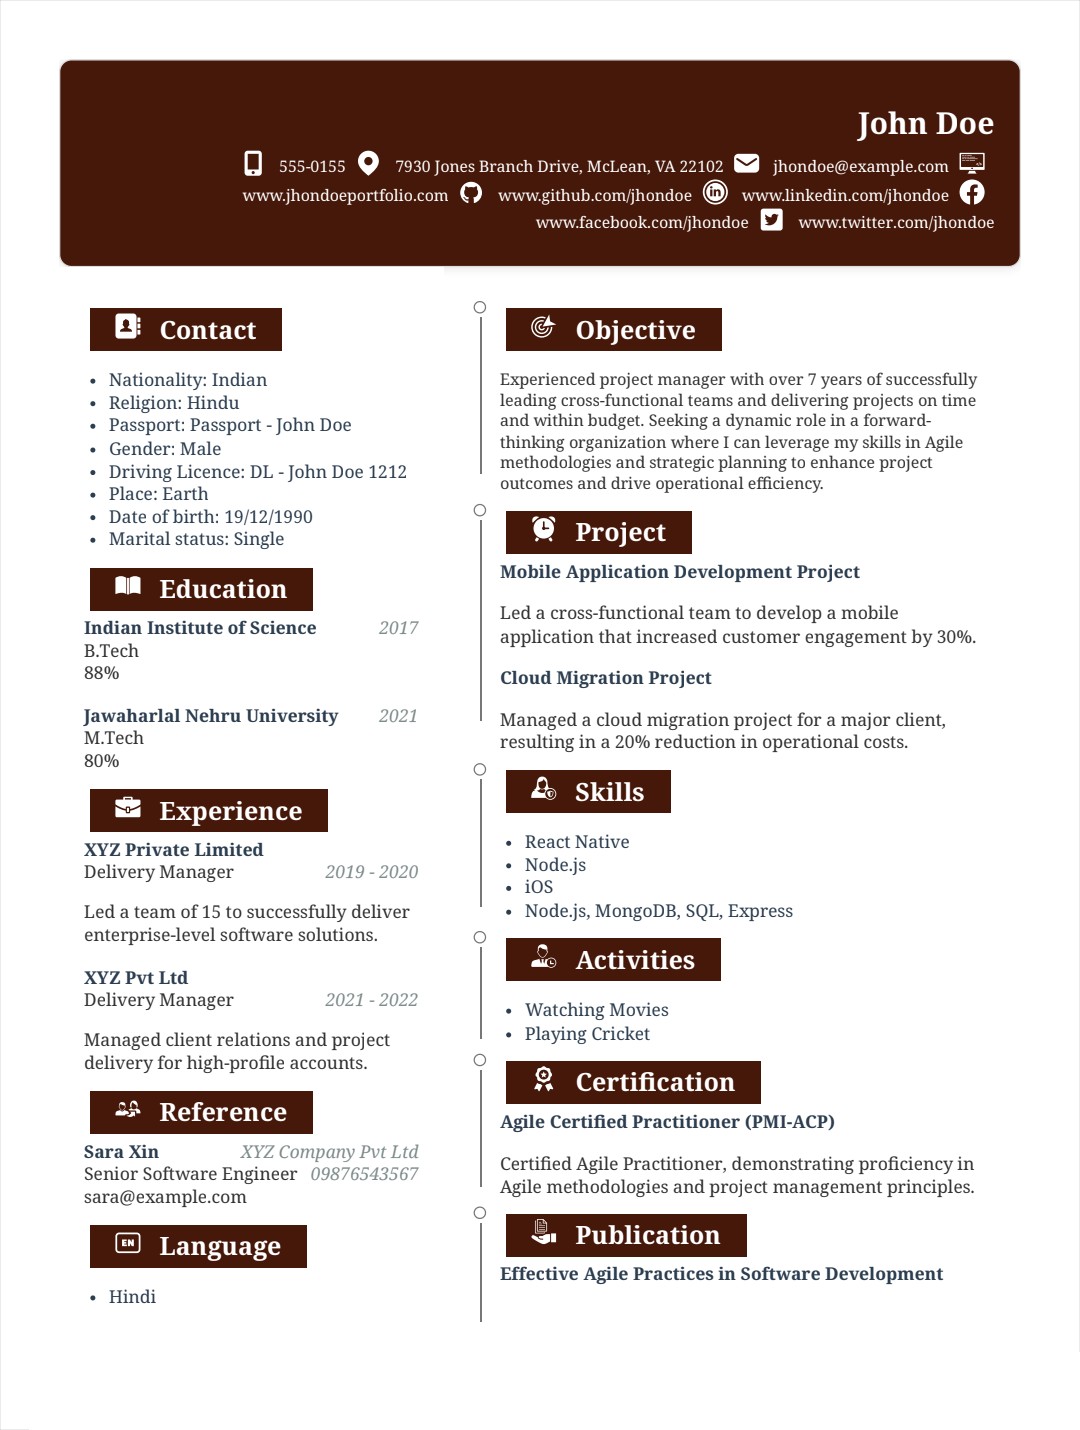 John Doe
555-0155 7930 Jones Branch Drive, McLean, VA 22102 jhondoe@example.com
www.jhondoeportfolio.com www.github.com/jhondoe www.linkedin.com/jhondoe
www.facebook.com/jhondoe www.twitter.com/jhondoe
Contact
• Nationality: Indian
• Religion: Hindu
• Passport: Passport - John Doe
• Gender: Male
• Driving Licence: DL - John Doe 1212
• Place: Earth
• Date of birth: 19/12/1990
• Marital status: Single
Education
Indian Institute of Science 2017
B.Tech
88%
Jawaharlal Nehru University 2021
M.Tech
80%
Experience
XYZ Private Limited
Delivery Manager 2019 - 2020
Led a team of 15 to successfully deliver
enterprise-level software solutions.
XYZ Pvt Ltd
Delivery Manager 2021 - 2022
Managed client relations and project
delivery for high-profile accounts.
Reference
Sara Xin XYZ Company Pvt Ltd
Senior Software Engineer 09876543567
sara@example.com
EN Language
• Hindi
Objective
Experienced project manager with over 7 years of successfully
leading cross-functional teams and delivering projects on time
and within budget. Seeking a dynamic role in a forward-
thinking organization where I can leverage my skills in Agile
methodologies and strategic planning to enhance project
outcomes and drive operational efficiency.
Project
Mobile Application Development Project
Led a cross-functional team to develop a mobile
application that increased customer engagement by 30%.
Cloud Migration Project
Managed a cloud migration project for a major client,
resulting in a 20% reduction in operational costs.
Skills
• React Native
• Node.js
• iOS
• Node.js, MongoDB, SQL, Express
Activities
• Watching Movies
• Playing Cricket
Certification
Agile Certified Practitioner (PMI-ACP)
Certified Agile Practitioner, demonstrating proficiency in
Agile methodologies and project management principles.
Publication
Effective Agile Practices in Software Development